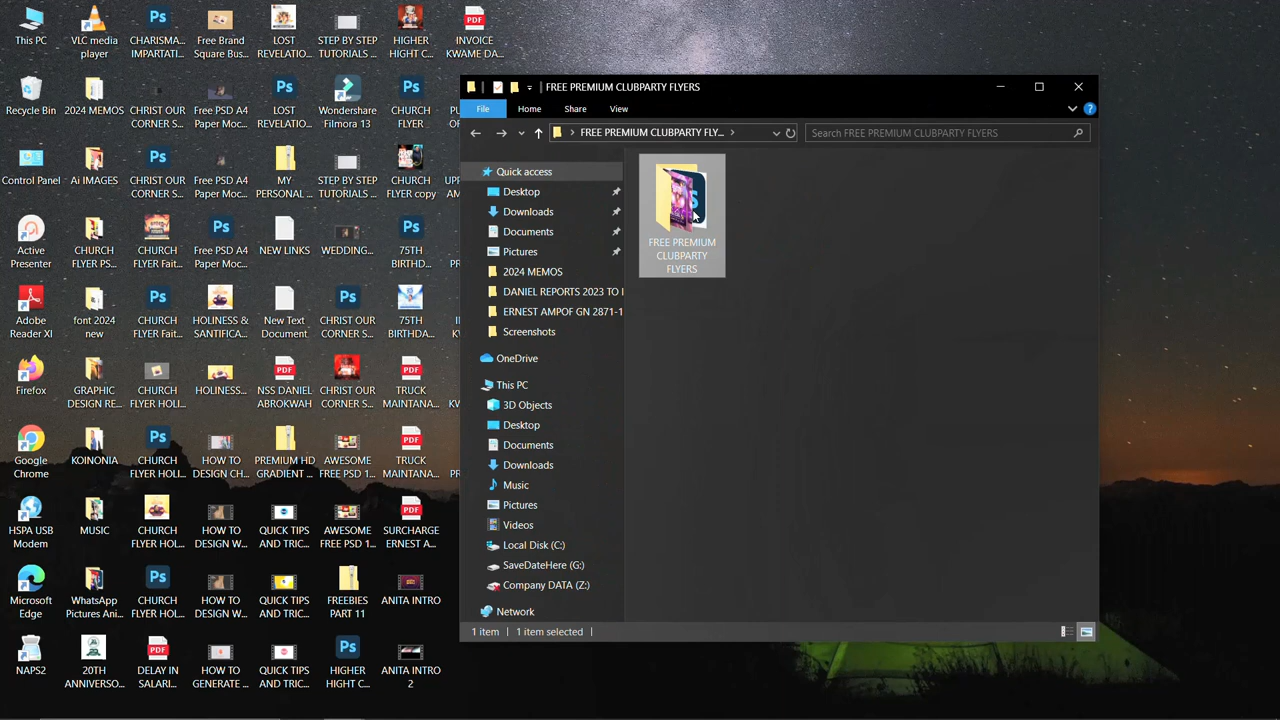 This PC
VLC media
player
CHARISMA...
IMPARTATI...
Free Brand
Square Bus...
LOST
REVELATIO...
STEP BY STEP
TUTORIALS ...
HIGHER
HIGHT C...
INVOICE
KWAME DA...
Recycle Bin
2024 MEMOS
CHRIST OUR
CORNER S...
Free PSD A4
Paper Moc...
LOST
REVELATIO...
Wondershare
Filmora 13
CHURCH
FLYER
Control Panel
Ai IMAGES
CHRIST OUR
CORNER S...
Free PSD A4
Paper Moc...
MY
PERSONAL ...
STEP BY STEP
TUTORIALS ...
CHURCH
FLYER copy
Active
Presenter
CHURCH
FLYER PS...
CHURCH
FLYER Fait...
Free PSD A4
Paper Moc...
NEW LINKS
WEDDING...
75TH
BIRTHD...
Adobe
Reader XI
font 2024
new
CHURCH
FLYER Fait...
HOLINESS &
SANTIFICA...
New Text
Document
CHRIST OUR
CORNER S...
75TH
BIRTHDA...
Firefox
GRAPHIC
DESIGN RE...
CHURCH
FLYER HOLI...
HOLINESS...
NSS DANIEL
ABROKWAH
CHRIST OUR
CORNER S...
TRUCK
MAINTANA...
Google
Chrome
KOINONIA
CHURCH
FLYER HOLI...
HOW TO
DESIGN CH...
PREMIUM HD
GRADIENT ...
AWESOME
FREE PSD 1...
TRUCK
MAINTANA...
HSPA USB
Modem
MUSIC
CHURCH
FLYER HOL...
HOW TO
DESIGN W...
QUICK TIPS
AND TRIC...
AWESOME
FREE PSD 1...
SURCHARGE
ERNEST A...
Microsoft
Edge
WhatsApp
Pictures Ani...
CHURCH
FLYER HOL...
HOW TO
DESIGN W...
QUICK TIPS
AND TRIC...
FREEBIES
PART 11
ANITA INTRO
NAPS2
20TH
ANNIVERSO...
DELAY IN
SALARI...
HOW TO
GENERATE ...
QUICK TIPS
AND TRIC...
HIGHER
HIGHT C...
ANITA INTRO
2
FREE PREMIUM CLUBPARTY FLYERS
File Home Share View
FREE PREMIUM CLUBPARTY FLY...
Search FREE PREMIUM CLUBPARTY FLYERS
Quick access
Desktop
Downloads
Documents
Pictures
2024 MEMOS
DANIEL REPORTS 2023 TO
ERNEST AMPOF GN 2871-1
Screenshots
OneDrive
This PC
3D Objects
Desktop
Documents
Downloads
Music
Pictures
Videos
Local Disk (C:)
SaveDateHere (G:)
Company DATA (Z:)
Network
FREE PREMIUM
CLUBPARTY
FLYERS
1 item 1 item selected